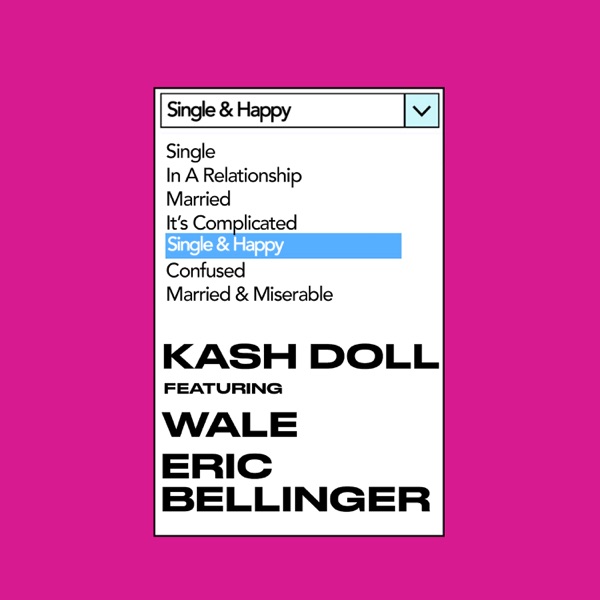 Single & Happy
Single
In A Relationship
Married
It's Complicated
Single & Happy
Confused
Married & Miserable
KASH DOLL
FEATURING
WALE
ERIC
BELLINGER